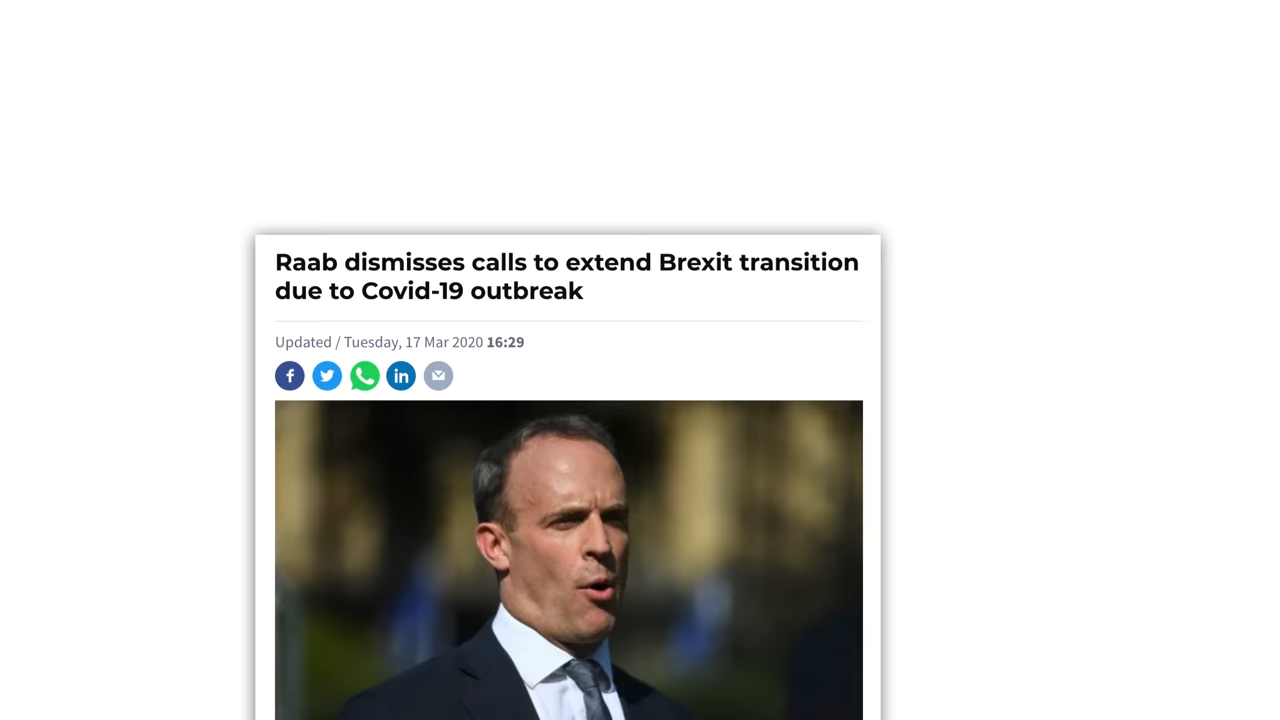 Raab dismisses calls to extend Brexit transition
due to Covid-19 outbreak
Updated / Tuesday, 17 Mar 2020 16:29